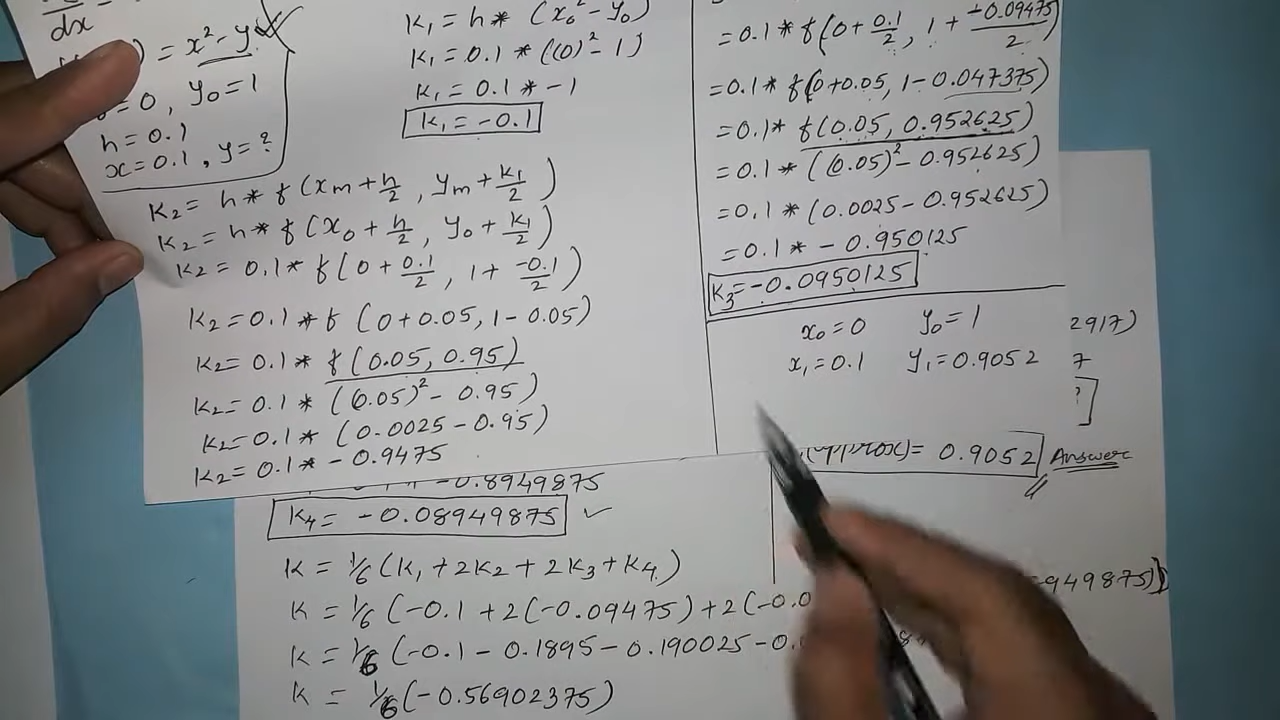 dx
) = x² - y
=0, y₀=1
h=0.1
x=0.1, y=?
K₁ = h* (x₀²-y₀)
K₁ = 0.1 * ((0)²-1)
K₁ = 0.1 * -1
K₁ = -0.1
K₂ = h* f(xm+h/2, ym+K₁/2)
K₂ = h* f(x₀+h/2, y₀+K₁/2)
K₂ = 0.1* f(0+0.1/2, 1+-0.1/2)
K₂=0.1*f (0+0.05, 1-0.05)
K₂= 0.1* f(0.05, 0.95)
K₂= 0.1* ((0.05)²- 0.95)
K₂=0.1* (0.0025-0.95)
K₂=0.1*-0.9475
=0.1* f(0+0.1/2, 1+-0.09475/2)
=0.1* f(0+0.05, 1-0.047375)
=0.1* f(0.05, 0.952625)
=0.1* ((0.05)²-0.952625)
=0.1*(0.0025-0.952625)
=0.1*-0.950125
K₃=-0.0950125
x₀=0 y₀=1
x₁=0.1 y₁=0.9052
2917)
7
?]
= 0.9052 Answer
-0.8949875
K₄= -0.08949875 ✓
K = 1/6 (K₁+2K₂+2K₃+K₄)
K = 1/6 (-0.1+2(-0.09475)+2(-0.0
949875))
K = 1/6 (-0.1-0.1895-0.190025-0.
K = 1/6(-0.56902375)